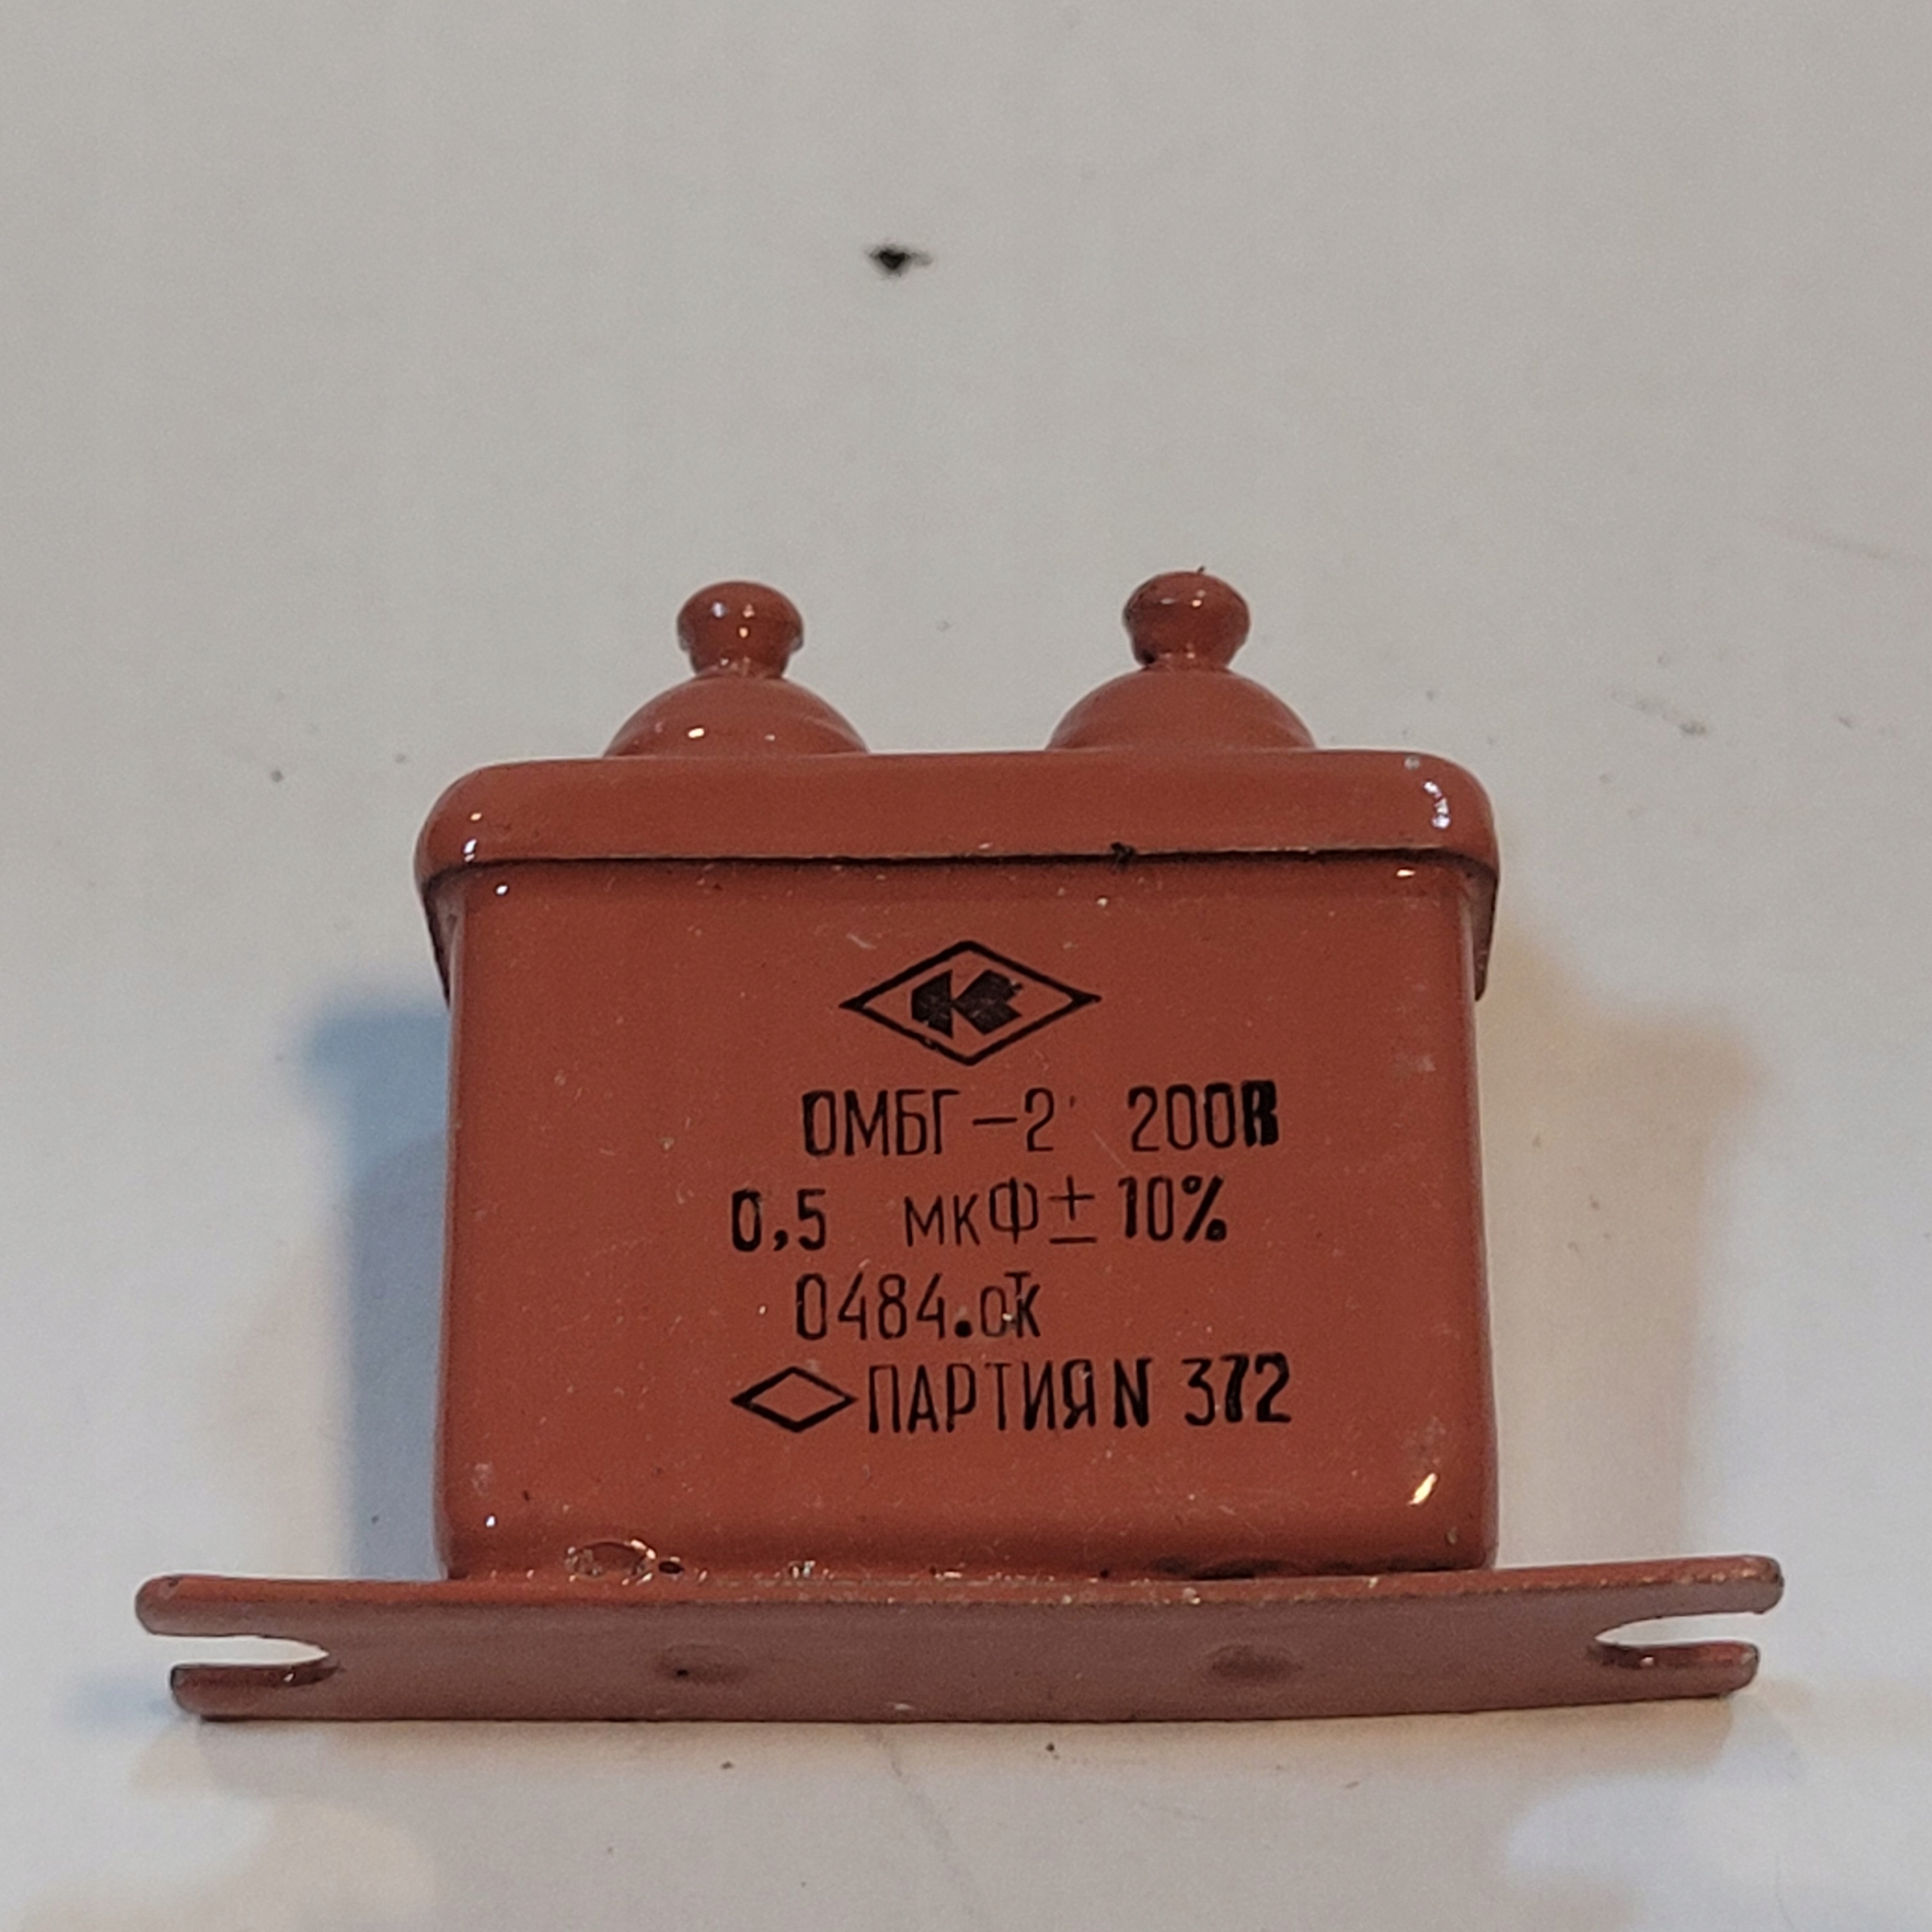 К
ОМБГ-2 200В
0,5 мкФ ± 10%
0484.ОТК
ПАРТИЯ N 372